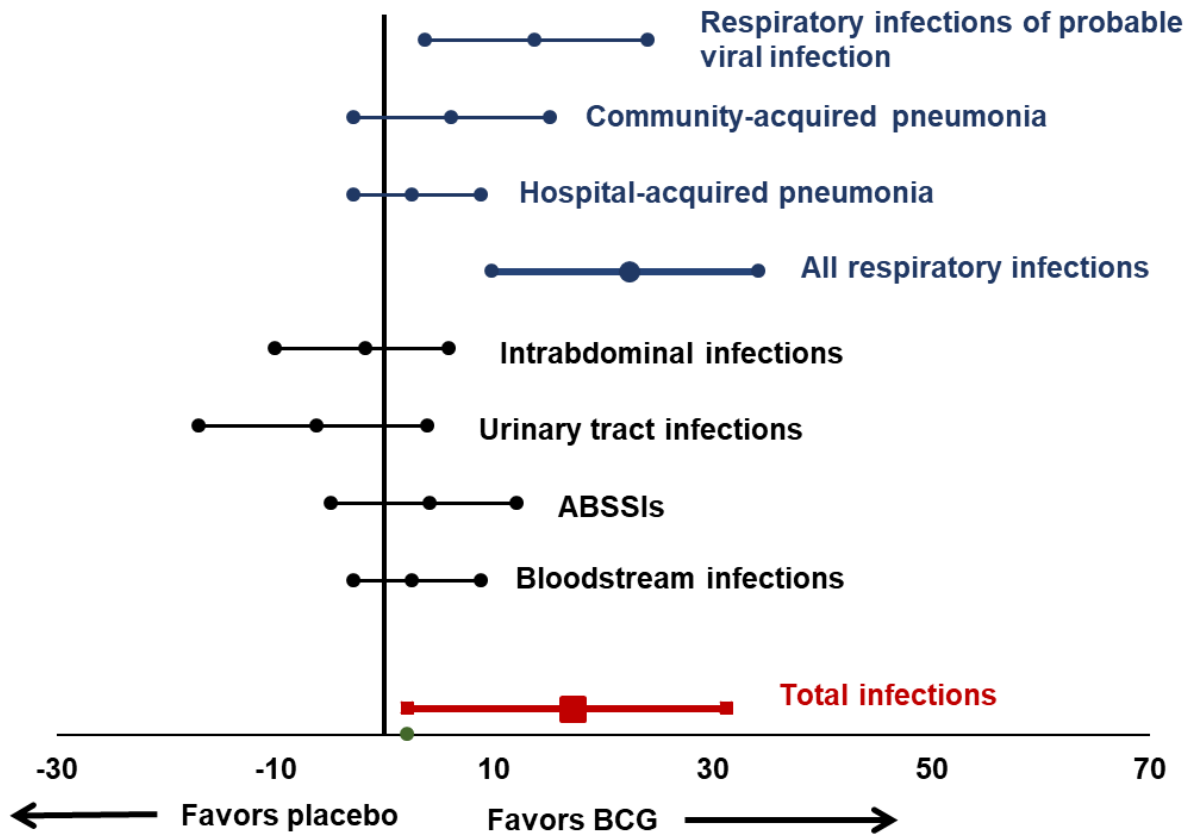 Respiratory infections of probable
viral infection
Community-acquired pneumonia
Hospital-acquired pneumonia
All respiratory infections
Intrabdominal infections
Urinary tract infections
ABSSIs
Bloodstream infections
Total infections
-30 -10 10 30 50 70
Favors placebo Favors BCG